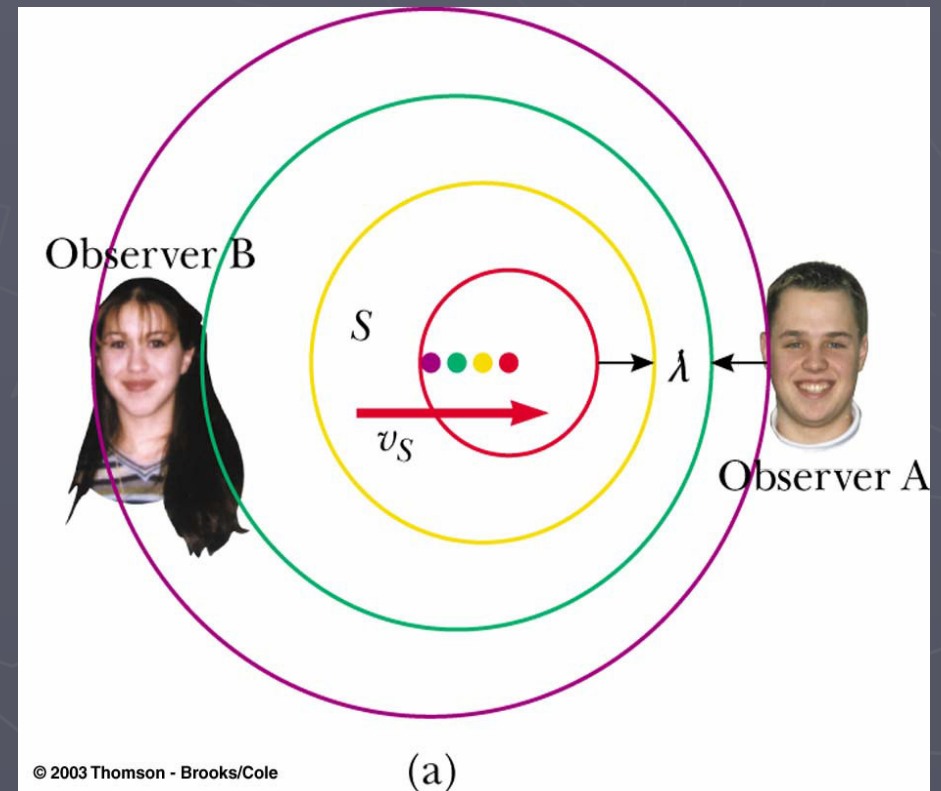 Observer B
S
λ′
v_S
Observer A
© 2003 Thomson - Brooks/Cole
(a)